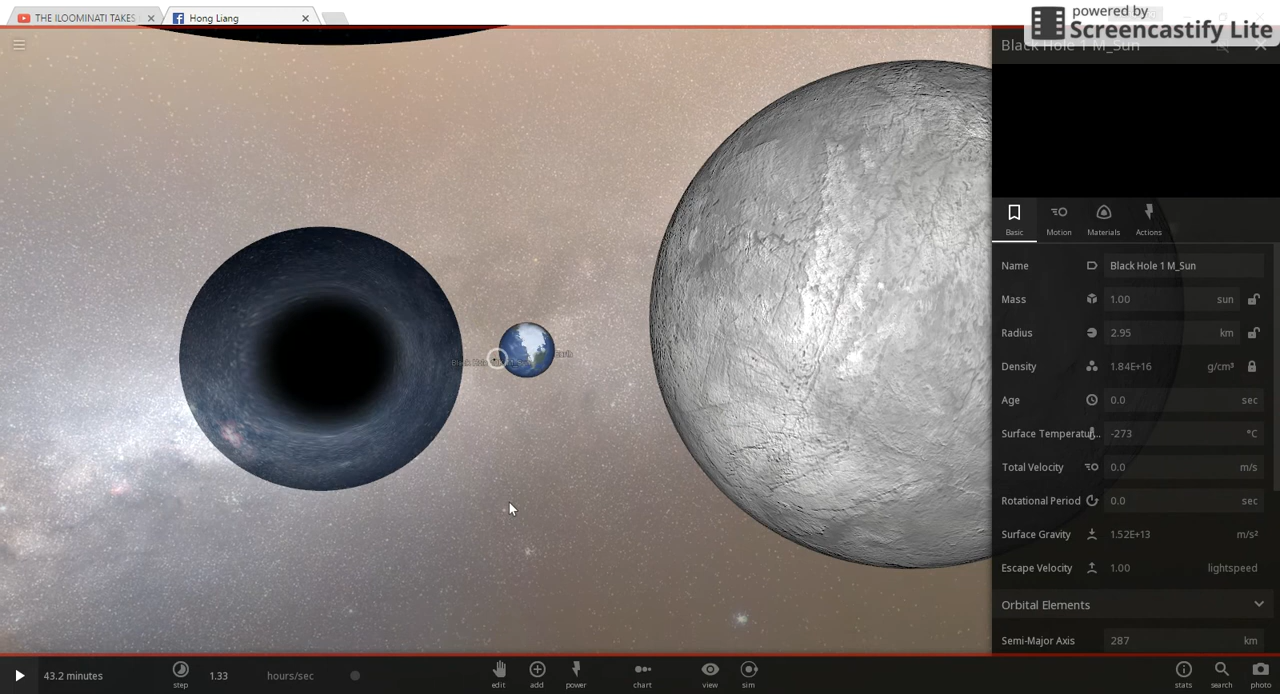 THE ILOOMINATI TAKES
Hong Liang
powered by
Screencastify Lite
Black Hole 1 M_Sun
Basic
Motion
Materials
Actions
Name
Black Hole 1 M_Sun
Mass
1.00
sun
Radius
2.95
km
Density
1.84E+16
g/cm³
Age
0.0
sec
Surface Temperatur...
-273
°C
Total Velocity
0.0
m/s
Rotational Period
0.0
sec
Surface Gravity
1.52E+13
m/s²
Escape Velocity
1.00
lightspeed
Orbital Elements
Semi-Major Axis
287
km
Black Hole
Earth
43.2 minutes
step
1.33
hours/sec
edit
add
power
chart
view
sim
stats
search
photo